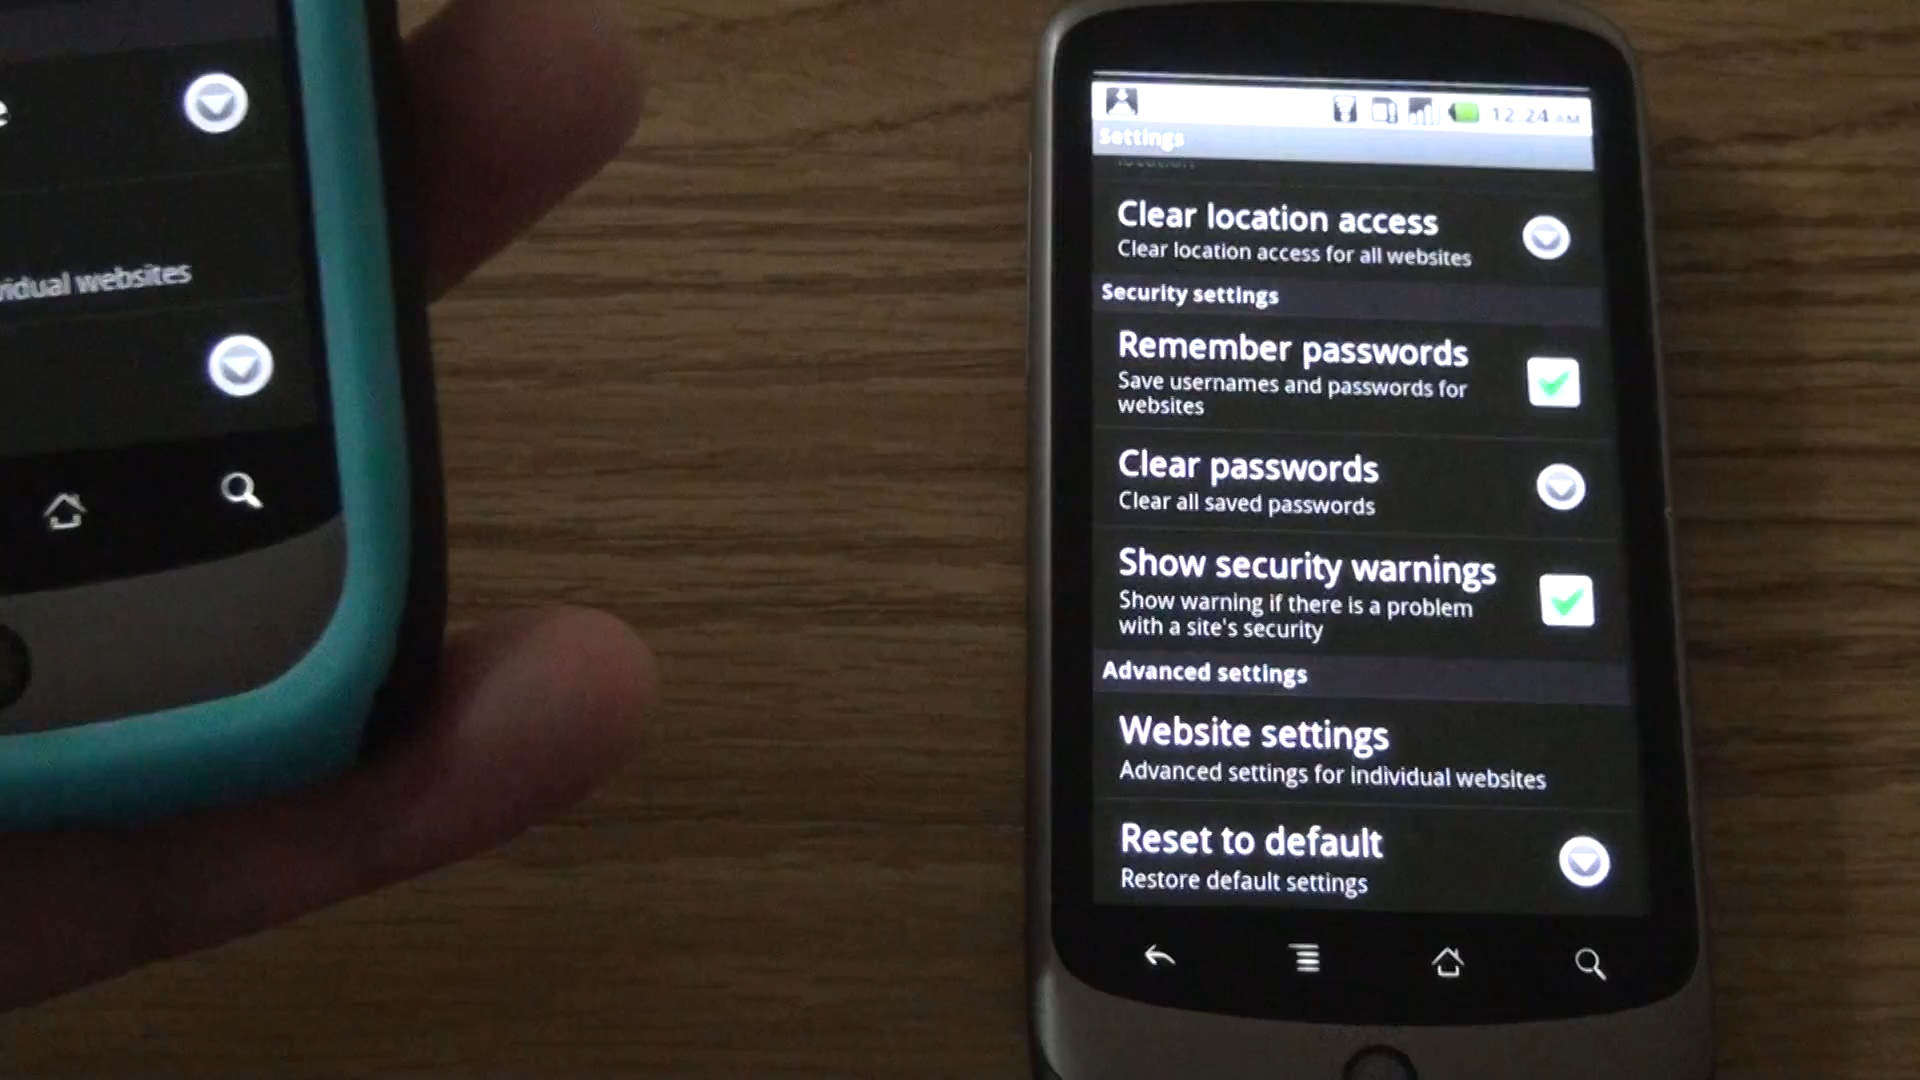 vidual websites
12:24 AM
Settings
location
Clear location access
Clear location access for all websites
Security settings
Remember passwords
Save usernames and passwords for
websites
Clear passwords
Clear all saved passwords
Show security warnings
Show warning if there is a problem
with a site's security
Advanced settings
Website settings
Advanced settings for individual websites
Reset to default
Restore default settings